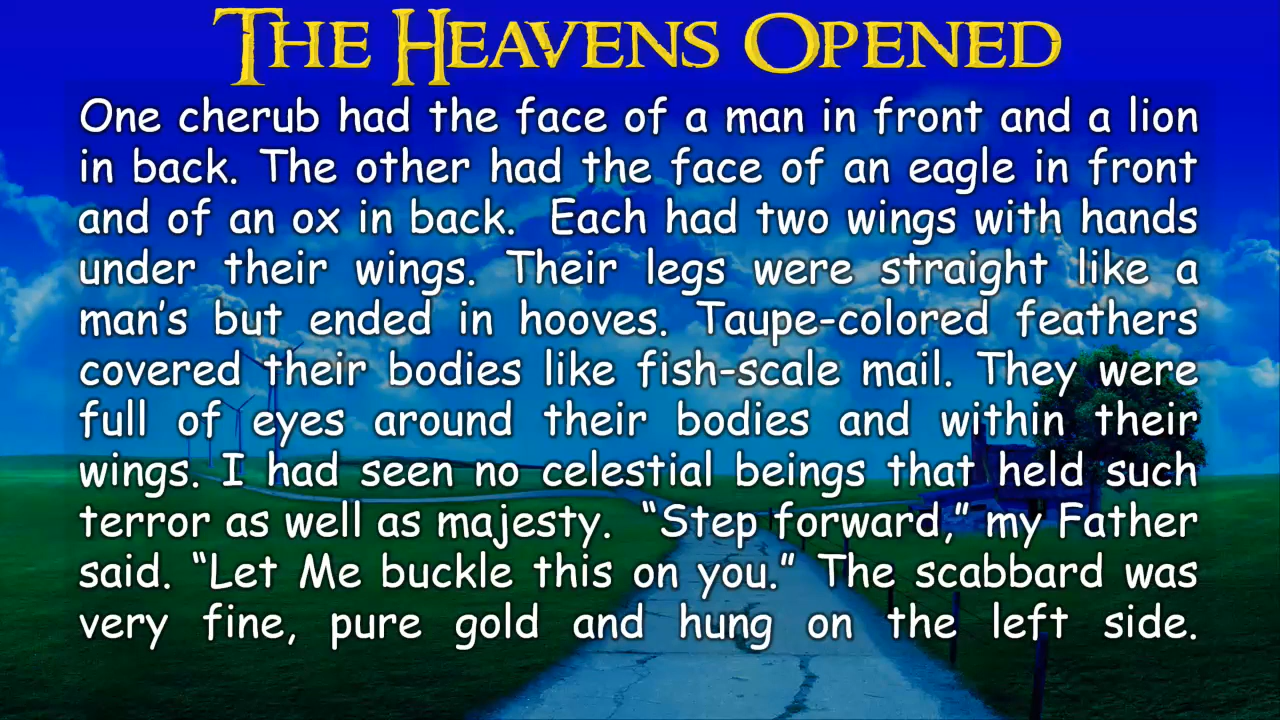 THE HEAVENS OPENED
One cherub had the face of a man in front and a lion
in back. The other had the face of an eagle in front
and of an ox in back.  Each had two wings with hands
under their wings. Their legs were straight like a
man’s but ended in hooves. Taupe-colored feathers
covered their bodies like fish-scale mail. They were
full of eyes around their bodies and within their
wings. I had seen no celestial beings that held such
terror as well as majesty.  “Step forward,” my Father
said. “Let Me buckle this on you.” The scabbard was
very fine, pure gold and hung on the left side.